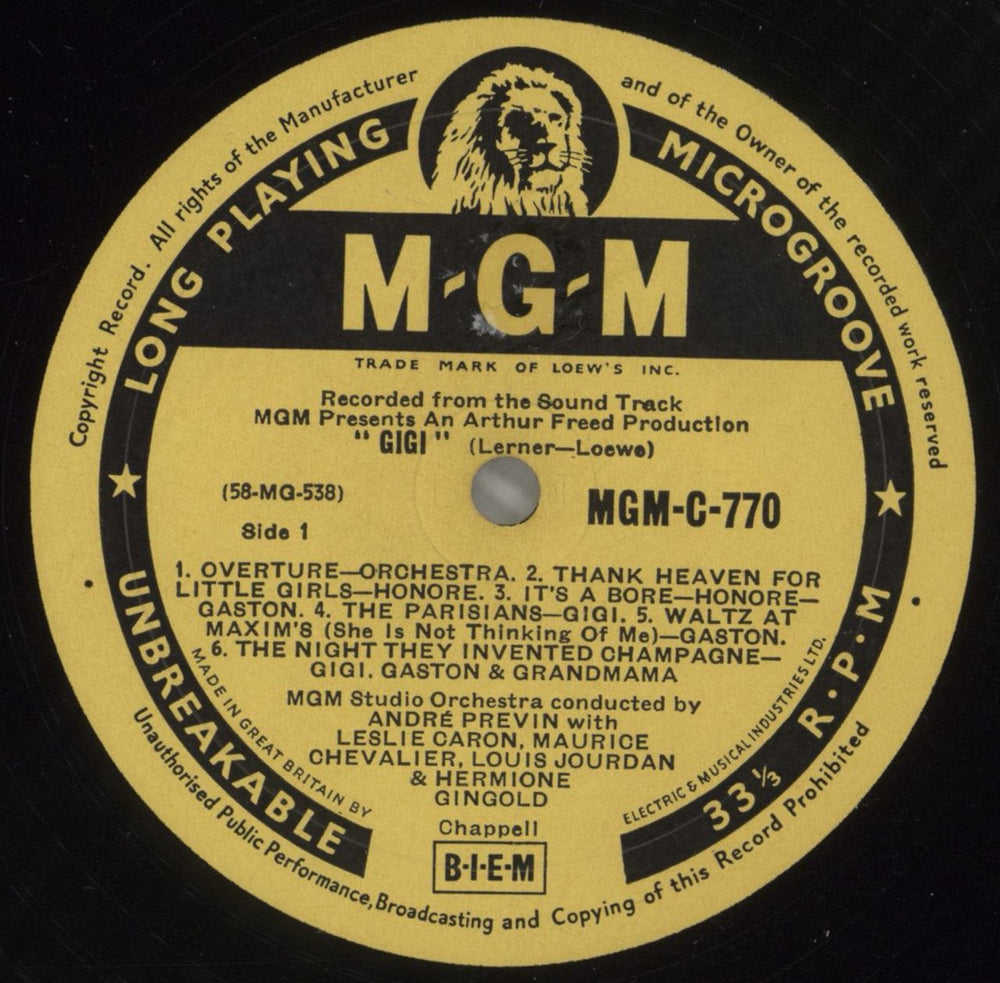 Copyright Record. All rights of the Manufacturer and of the Owner of the recorded work reserved
LONG PLAYING MICROGROOVE
M-G-M
TRADE MARK OF LOEW'S INC.
Recorded from the Sound Track
MGM Presents An Arthur Freed Production
"GIGI" (Lerner—Loewe)
(58-MG-538)
MGM-C-770
Side 1
1. OVERTURE—ORCHESTRA. 2. THANK HEAVEN FOR
LITTLE GIRLS—HONORE. 3. IT'S A BORE—HONORE—
GASTON. 4. THE PARISIANS—GIGI. 5. WALTZ AT
MAXIM'S (She Is Not Thinking Of Me)—GASTON.
6. THE NIGHT THEY INVENTED CHAMPAGNE—
GIGI, GASTON & GRANDMAMA
MGM Studio Orchestra conducted by
ANDRÉ PREVIN with
LESLIE CARON, MAURICE
CHEVALIER, LOUIS JOURDAN
& HERMIONE
GINGOLD
Chappell
B·I·E·M
MADE IN GREAT BRITAIN BY ELECTRIC & MUSICAL INDUSTRIES LTD.
UNBREAKABLE 33⅓ R·P·M
Unauthorised Public Performance, Broadcasting and Copying of this Record Prohibited